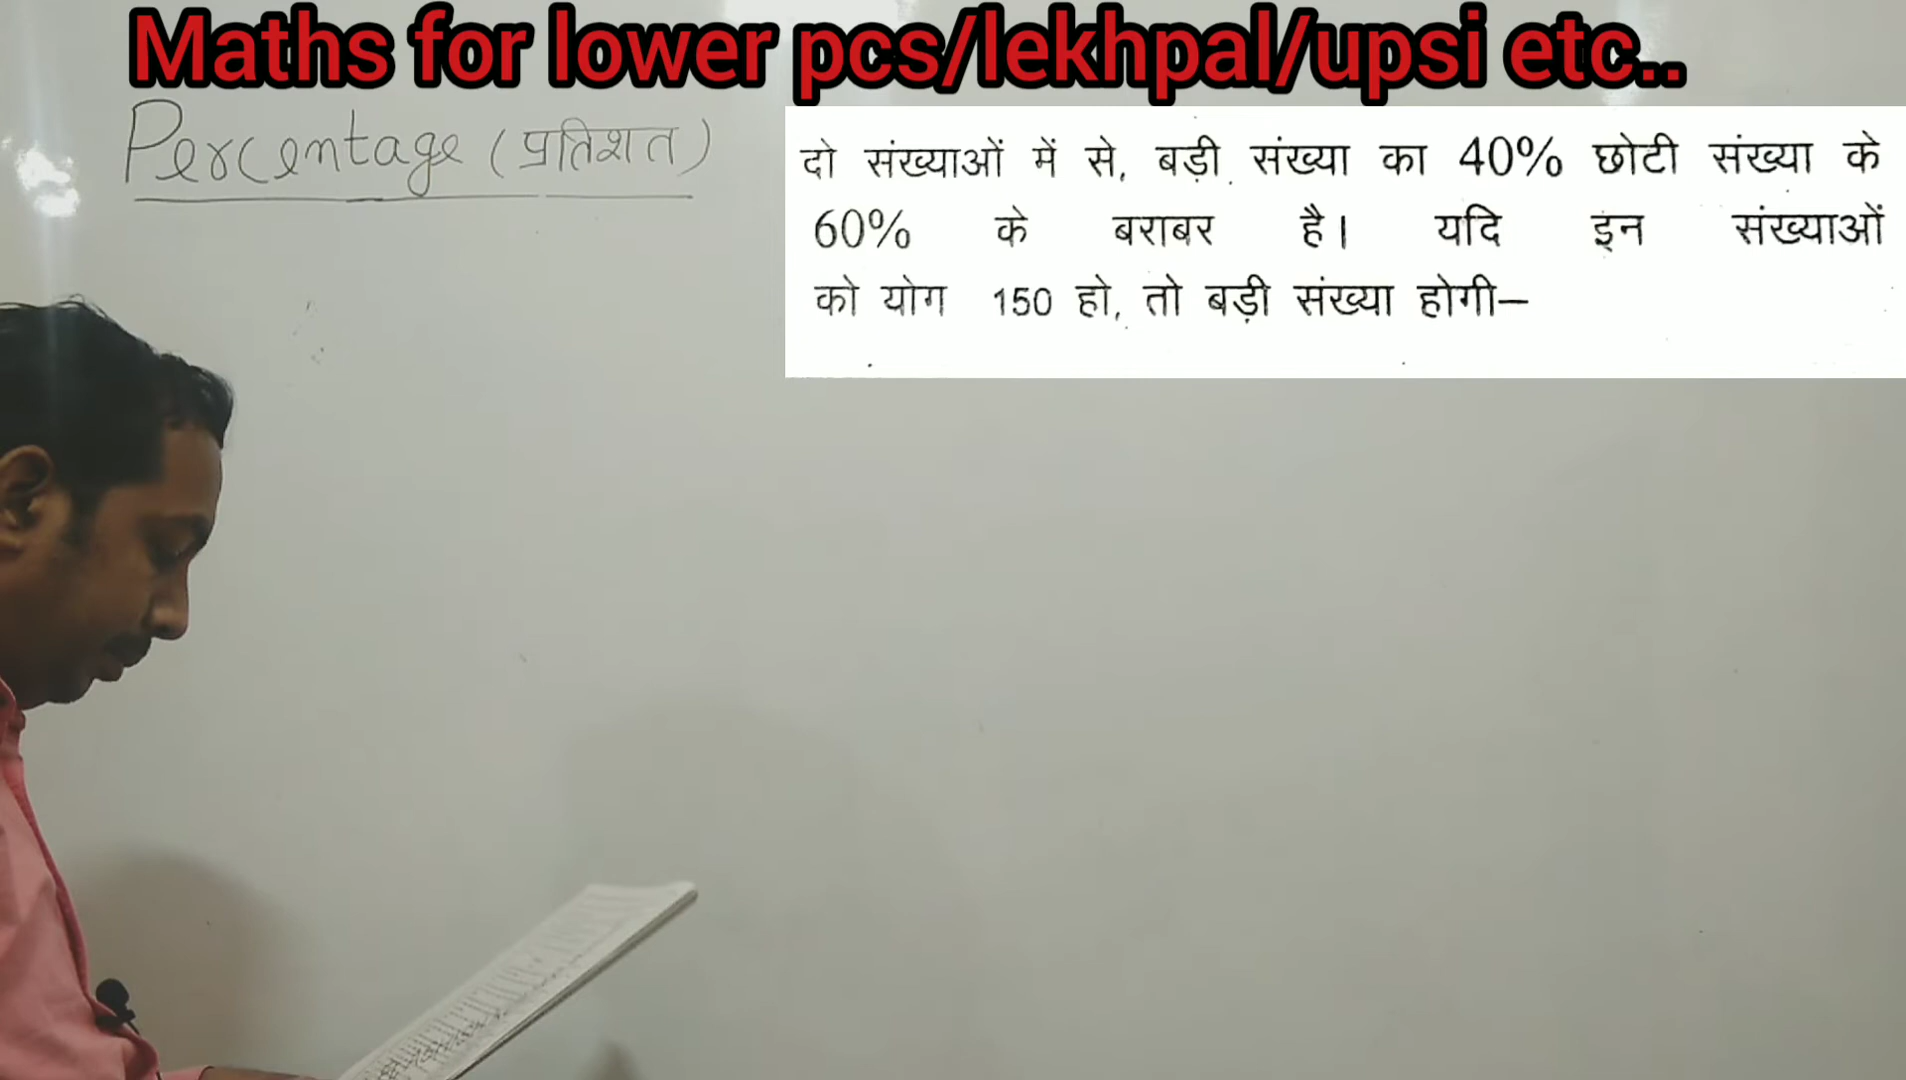 Maths for lower pcs/lekhpal/upsi etc..
Percentage (प्रतिशत)
दो संख्याओं में से, बड़ी संख्या का 40% छोटी संख्या के
60% के बराबर है। यदि इन संख्याओं
को योग 150 हो, तो बड़ी संख्या होगी–